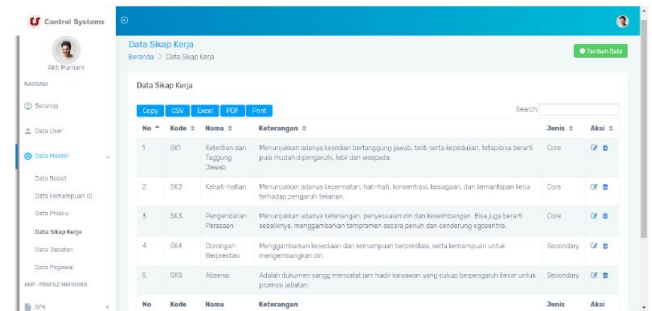 Control Systems
Akti Purnani
NAVIGASI
Beranda
Data User
Data Master
Data Bobot
Data Kemampuan IQ
Data Prilaku
Data Sikap Kerja
Data Jabatan
Data Pegawai
AHP - PROFILE MATCHING
SPK
Data Sikap Kerja
Beranda > Data Sikap Kerja
Tambah Data
Data Sikap Kerja
Copy CSV Excel PDF Print
Search:
No Kode Nama Keterangan Jenis Aksi
1 SK1 Ketelitian dan Menunjukkan adanya kesedian bertanggung jawab, teliti serta kepedulian, tetapibisa berarti Core
Taggung pula mudah dipengaruhi, labil dan waspada.
Jawab
2 SK2 Kehati-hatian Menunjukkan adanya kecermatan, hati-hati, konsentrasi, kesiagaan, dan kemantapan kerja Core
terhadap pengaruh tekanan.
3 SK3 Pengendalian Menunjukkan adanya ketenangan, penyesuaian diri dan keseimbangan. Bisa juga berarti Core
Perasaan sebaliknya, menggambarkan tempramen secara penuh dan cenderung egosentris.
4 SK4 Dorongan Menggambarkan kesediaan dan kemampuan berprestasi, serta kemampuan untuk Secondary
Berprestasi mengembangkan diri.
5 SK5 Absensi Adalah dukumen yangg mencatat jam hadir karyawan yang cukup berpengaruh besar untuk Secondary
promosi jabatan.
No Kode Nama Keterangan Jenis Aksi